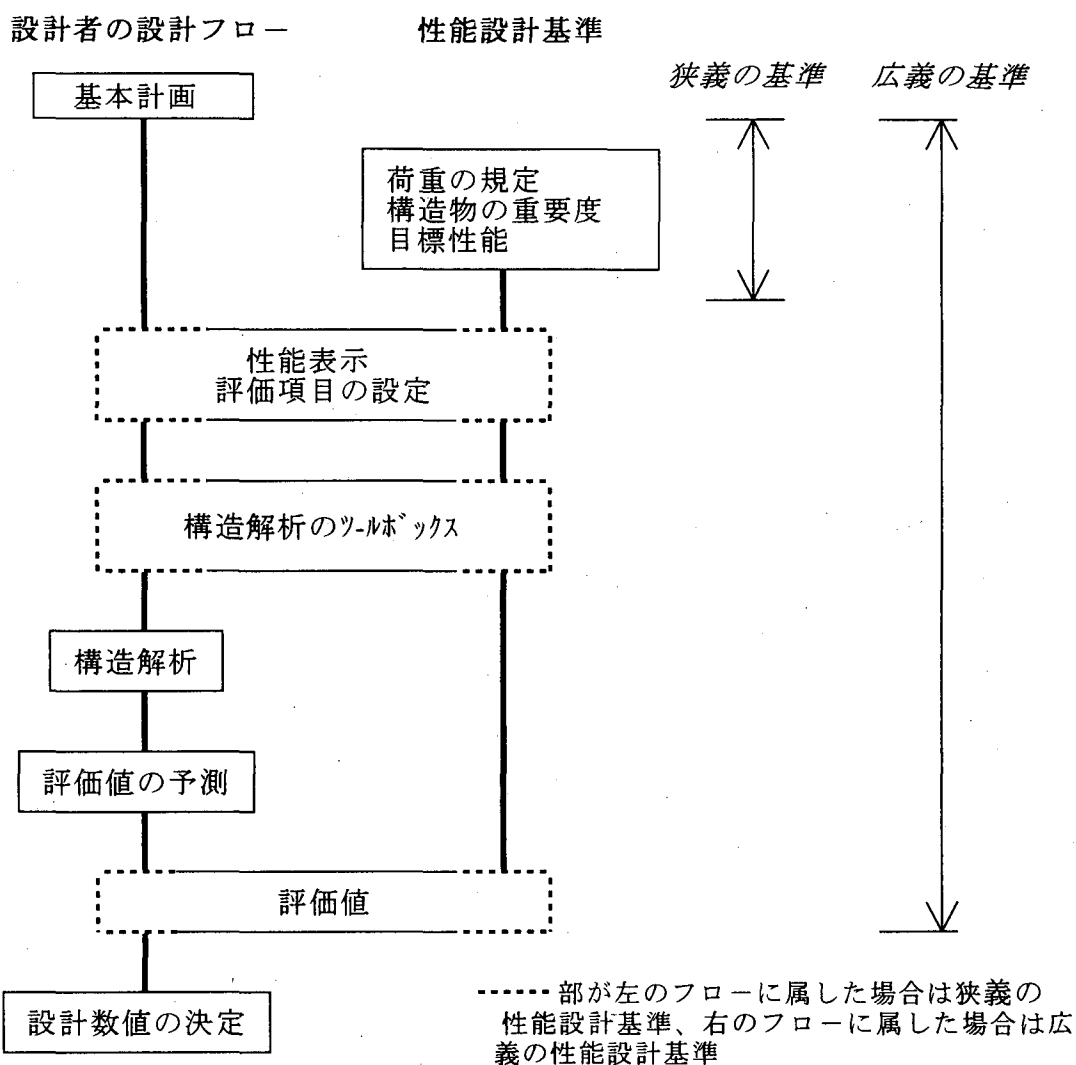 設計者の設計フロー
性能設計基準
狭義の基準
広義の基準
基本計画
荷重の規定
構造物の重要度
目標性能
性能表示
評価項目の設定
構造解析のﾂｰﾙﾎﾞｯｸｽ
構造解析
評価値の予測
評価値
設計数値の決定
部が左のフローに属した場合は狭義の
性能設計基準、右のフローに属した場合は広
義の性能設計基準